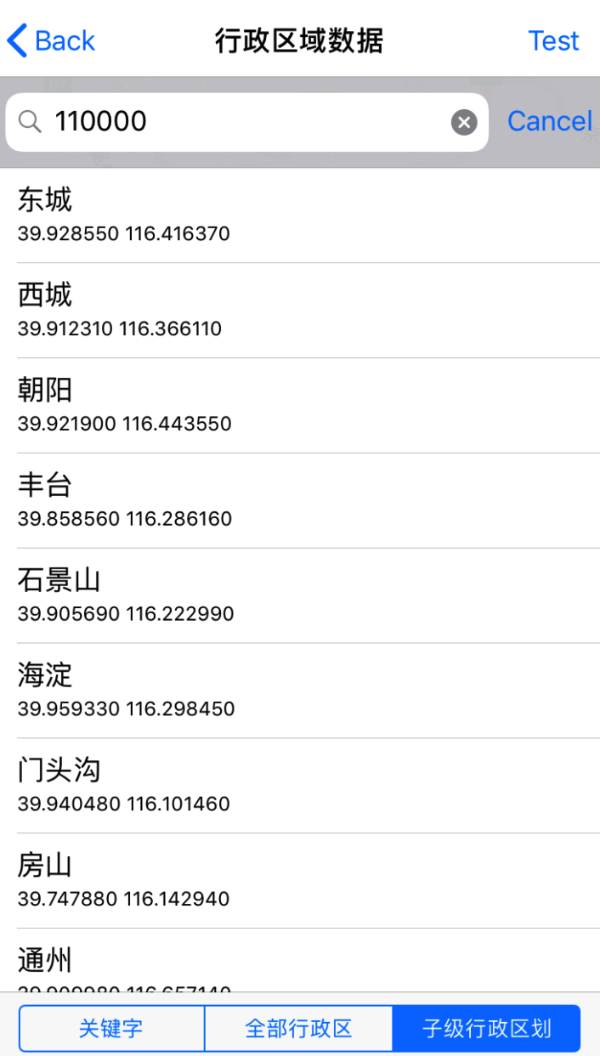 Back
行政区域数据
Test
110000
Cancel
东城
39.928550 116.416370
西城
39.912310 116.366110
朝阳
39.921900 116.443550
丰台
39.858560 116.286160
石景山
39.905690 116.222990
海淀
39.959330 116.298450
门头沟
39.940480 116.101460
房山
39.747880 116.142940
通州
39.909980 116.657140
关键字
全部行政区
子级行政区划